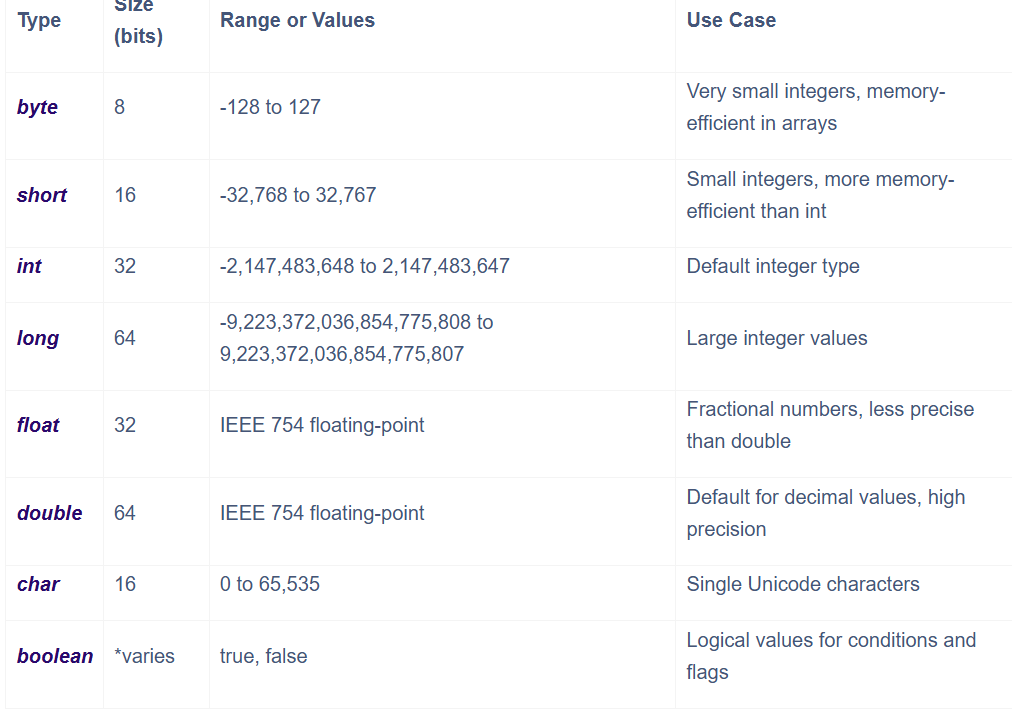 Type Size (bits) Range or Values Use Case
byte 8 -128 to 127 Very small integers, memory-
efficient in arrays
short 16 -32,768 to 32,767 Small integers, more memory-
efficient than int
int 32 -2,147,483,648 to 2,147,483,647 Default integer type
long 64 -9,223,372,036,854,775,808 to
9,223,372,036,854,775,807 Large integer values
float 32 IEEE 754 floating-point Fractional numbers, less precise
than double
double 64 IEEE 754 floating-point Default for decimal values, high
precision
char 16 0 to 65,535 Single Unicode characters
boolean *varies true, false Logical values for conditions and
flags